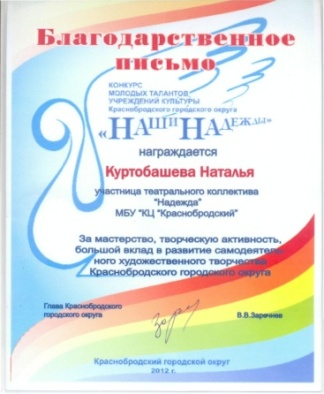 Благодарственное
письмо
КОНКУРС
МОЛОДЫХ ТАЛАНТОВ
УЧРЕЖДЕНИЙ КУЛЬТУРЫ
Краснобродского городского округа
«НАШИ НАДЕЖДЫ»
награждается
Куртобашева Наталья
участница театрального коллектива
"Надежда"
МБУ "КЦ "Краснобродский"
За мастерство, творческую активность,
большой вклад в развитие самодеятель-
ного художественного творчества
Краснобродского городского округа
Глава Краснобродского
городского округа
В.В.Заречнев
Краснобродский городской округ
2012 г.